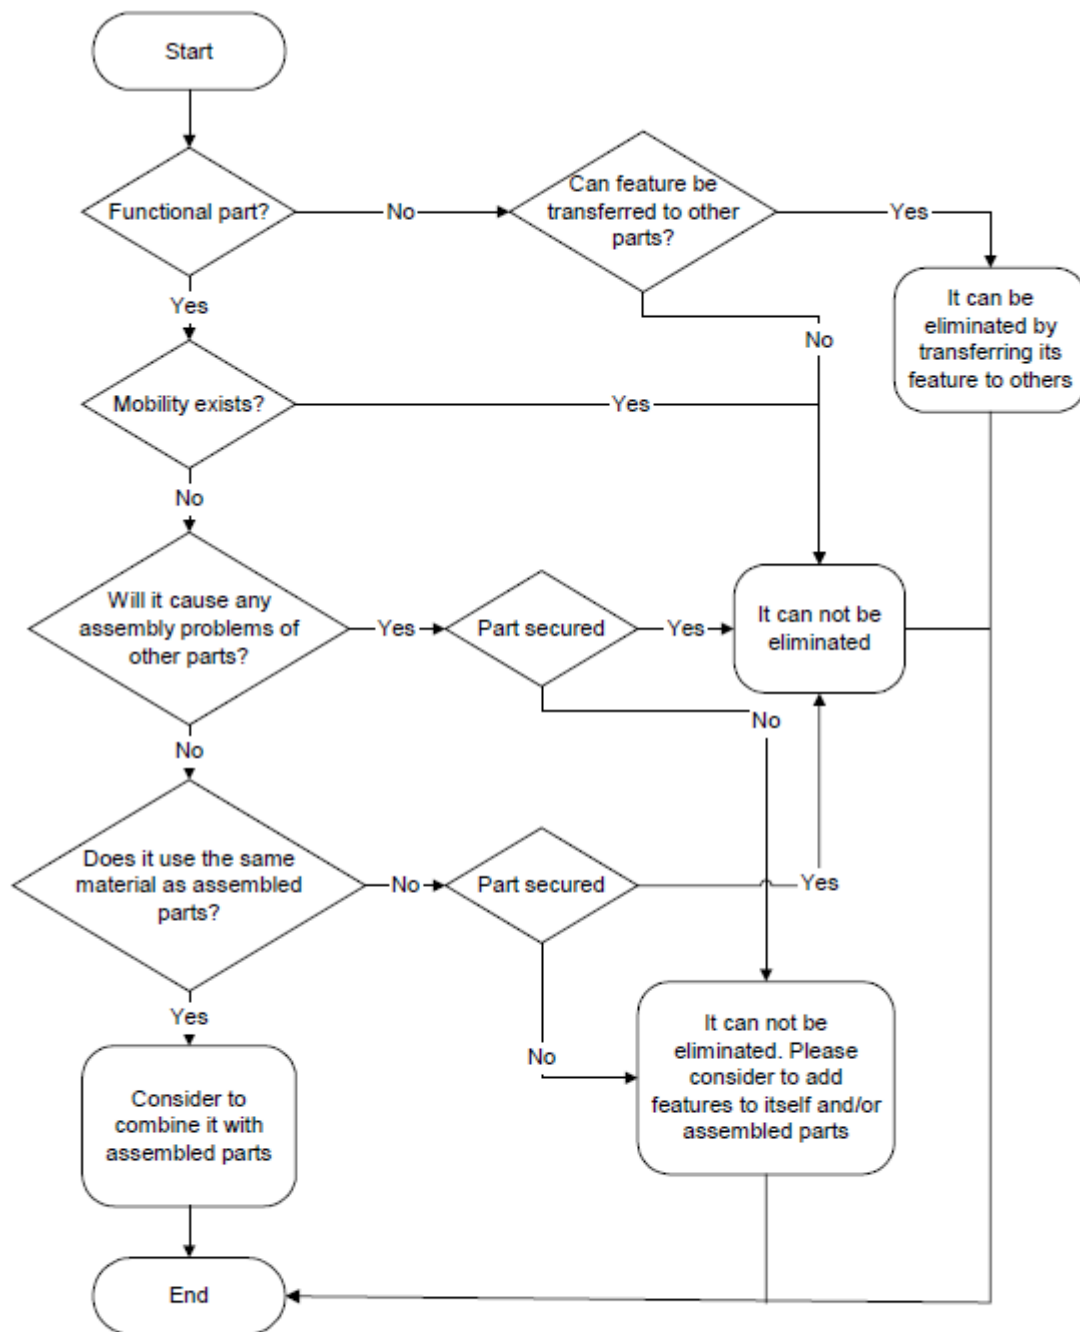 Start
Functional part?
No
Can feature be
transferred to other
parts?
Yes
It can be
eliminated by
transferring its
feature to others
Yes
No
Mobility exists?
Yes
No
Will it cause any
assembly problems of
other parts?
Yes
Part secured
Yes
It can not be
eliminated
No
No
Does it use the same
material as assembled
parts?
No
Part secured
Yes
Yes
No
It can not be
eliminated. Please
consider to add
features to itself and/or
assembled parts
Consider to
combine it with
assembled parts
End